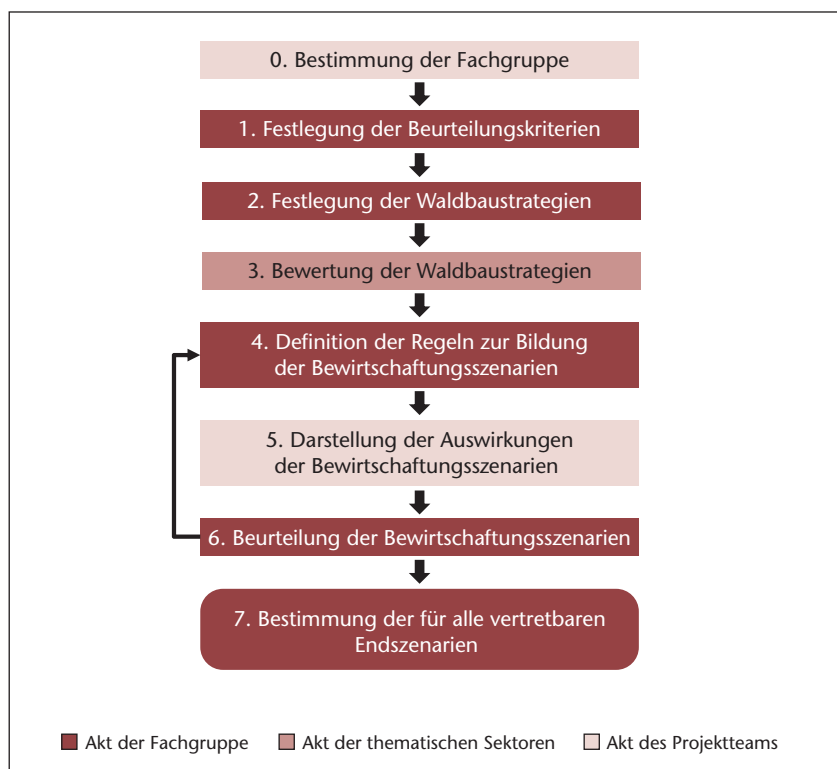 0. Bestimmung der Fachgruppe
1. Festlegung der Beurteilungskriterien
2. Festlegung der Waldbaustrategien
3. Bewertung der Waldbaustrategien
4. Definition der Regeln zur Bildung
der Bewirtschaftungsszenarien
5. Darstellung der Auswirkungen
der Bewirtschaftungsszenarien
6. Beurteilung der Bewirtschaftungsszenarien
7. Bestimmung der für alle vertretbaren
Endszenarien
Akt der Fachgruppe Akt der thematischen Sektoren Akt des Projektteams